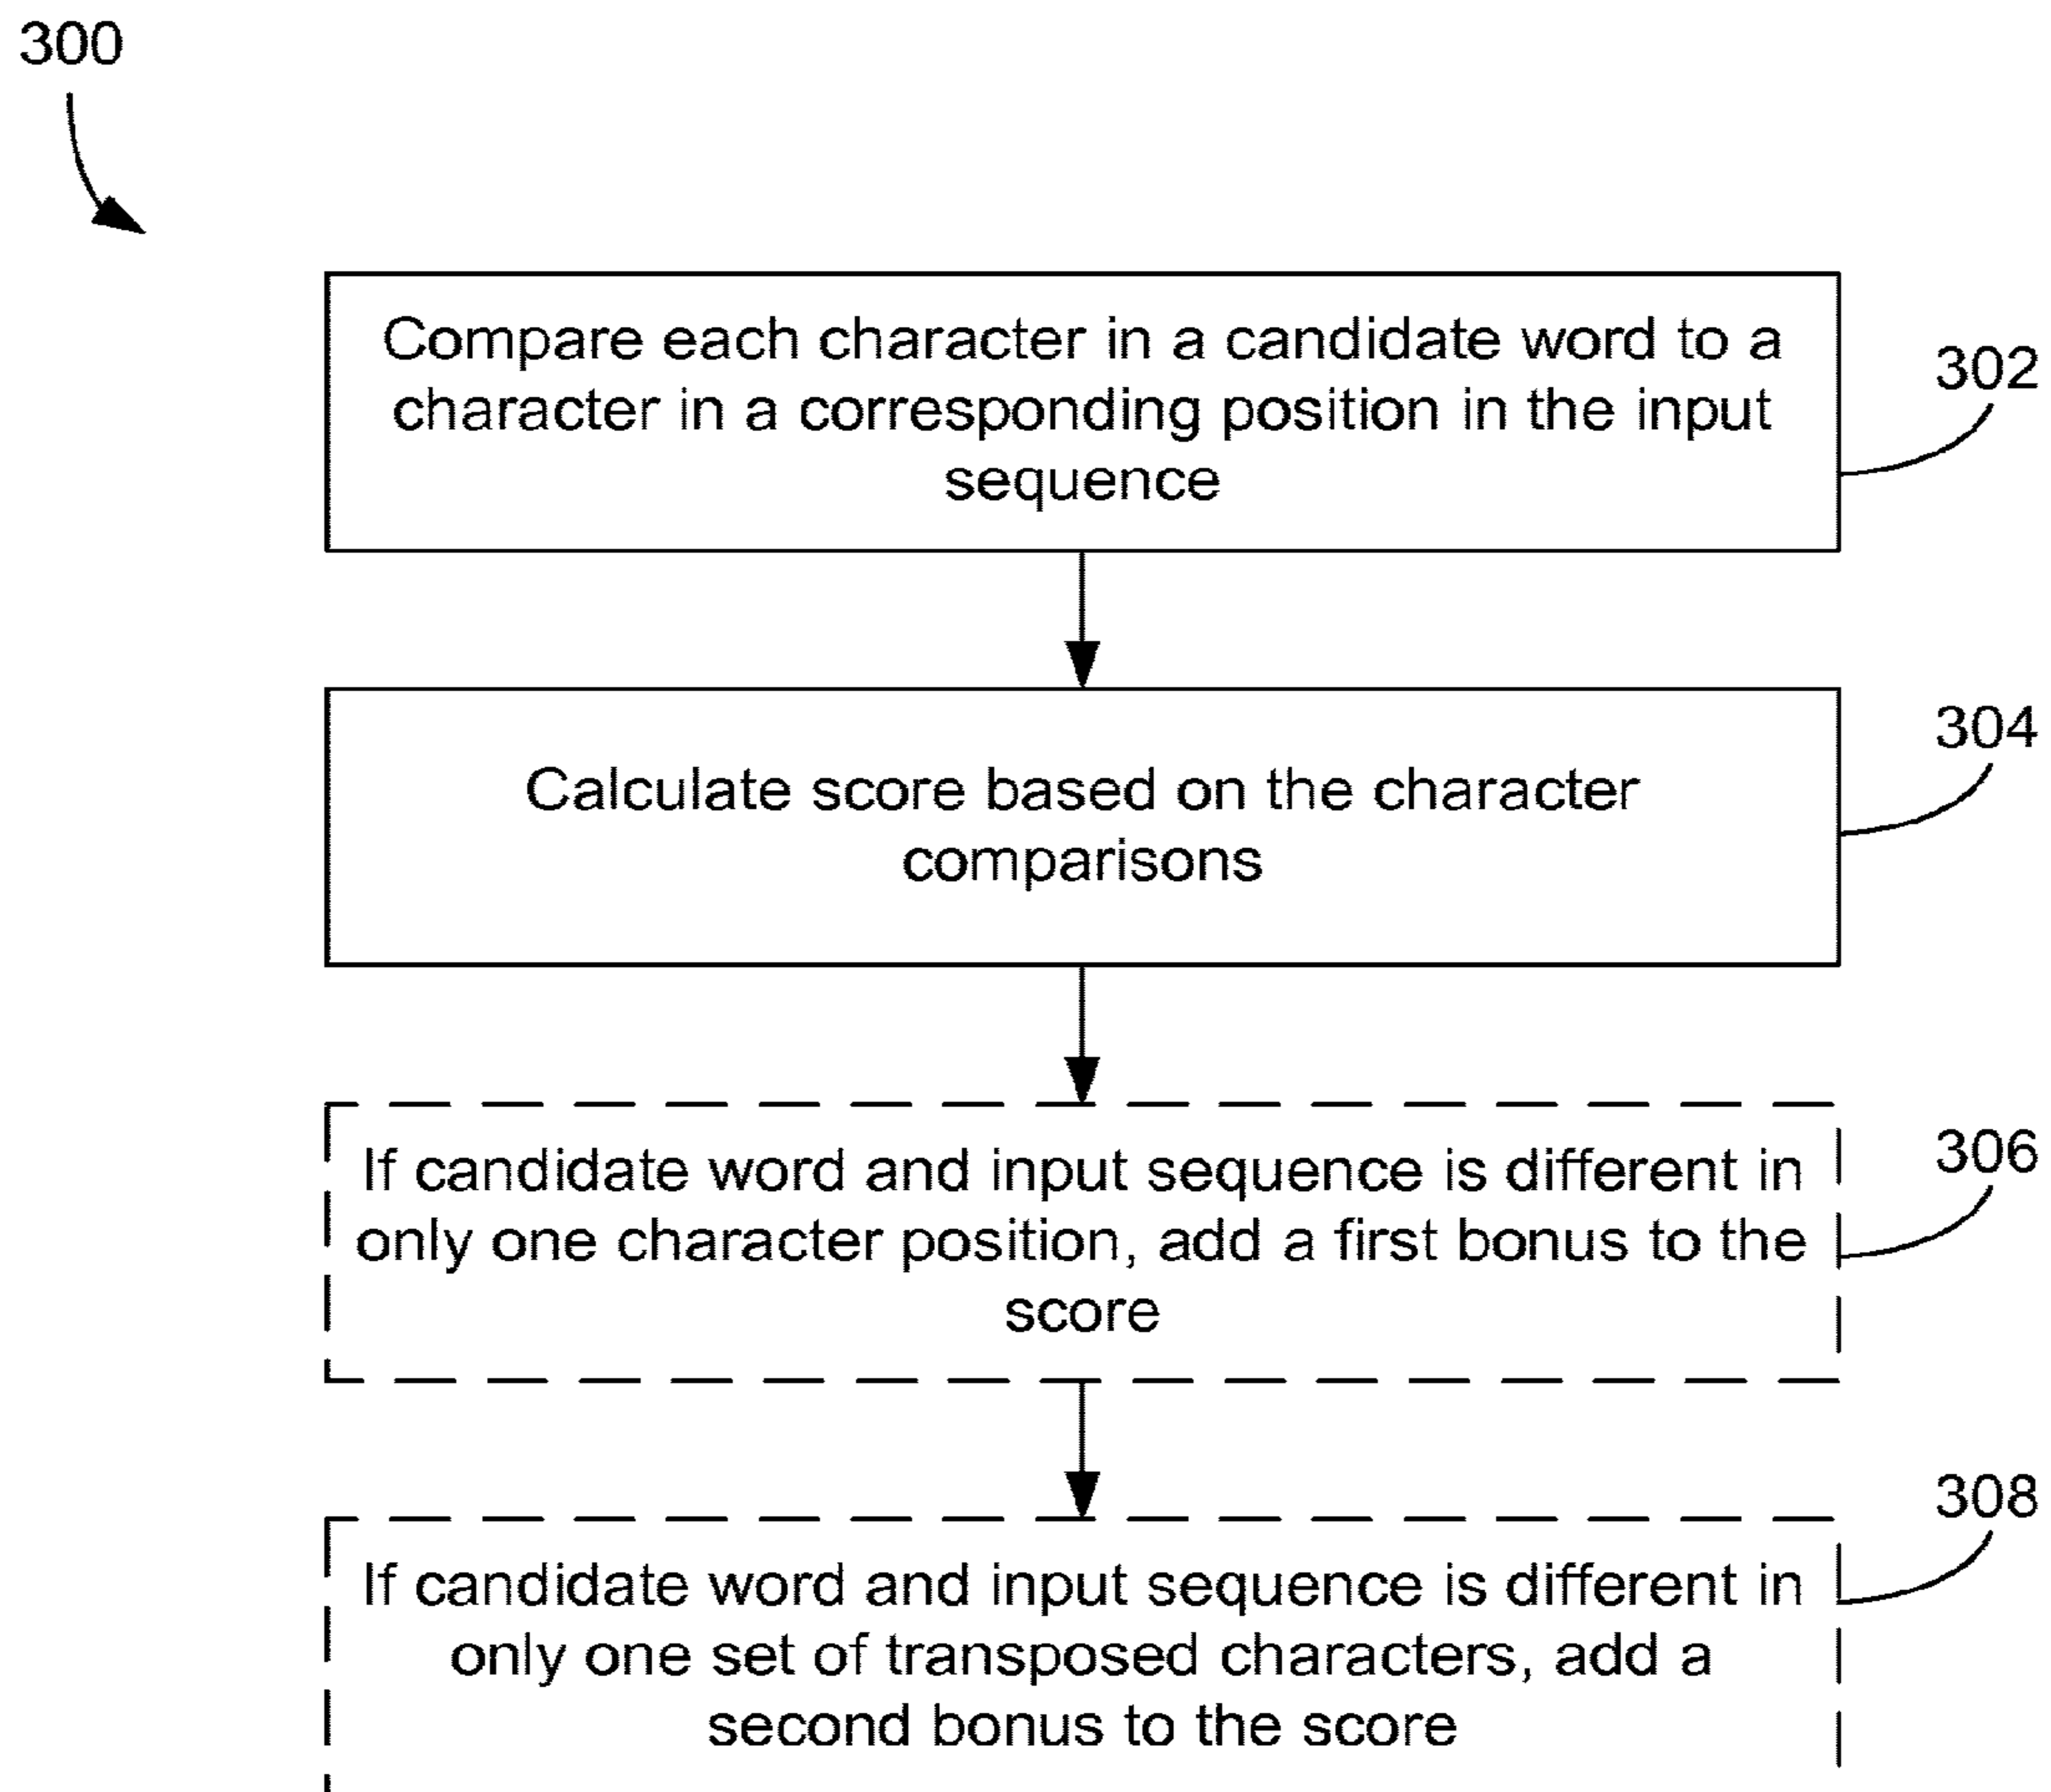 300
Compare each character in a candidate word to a
character in a corresponding position in the input
sequence
302
Calculate score based on the character
comparisons
304
If candidate word and input sequence is different in
only one character position, add a first bonus to the
score
306
If candidate word and input sequence is different in
only one set of transposed characters, add a
second bonus to the score
308